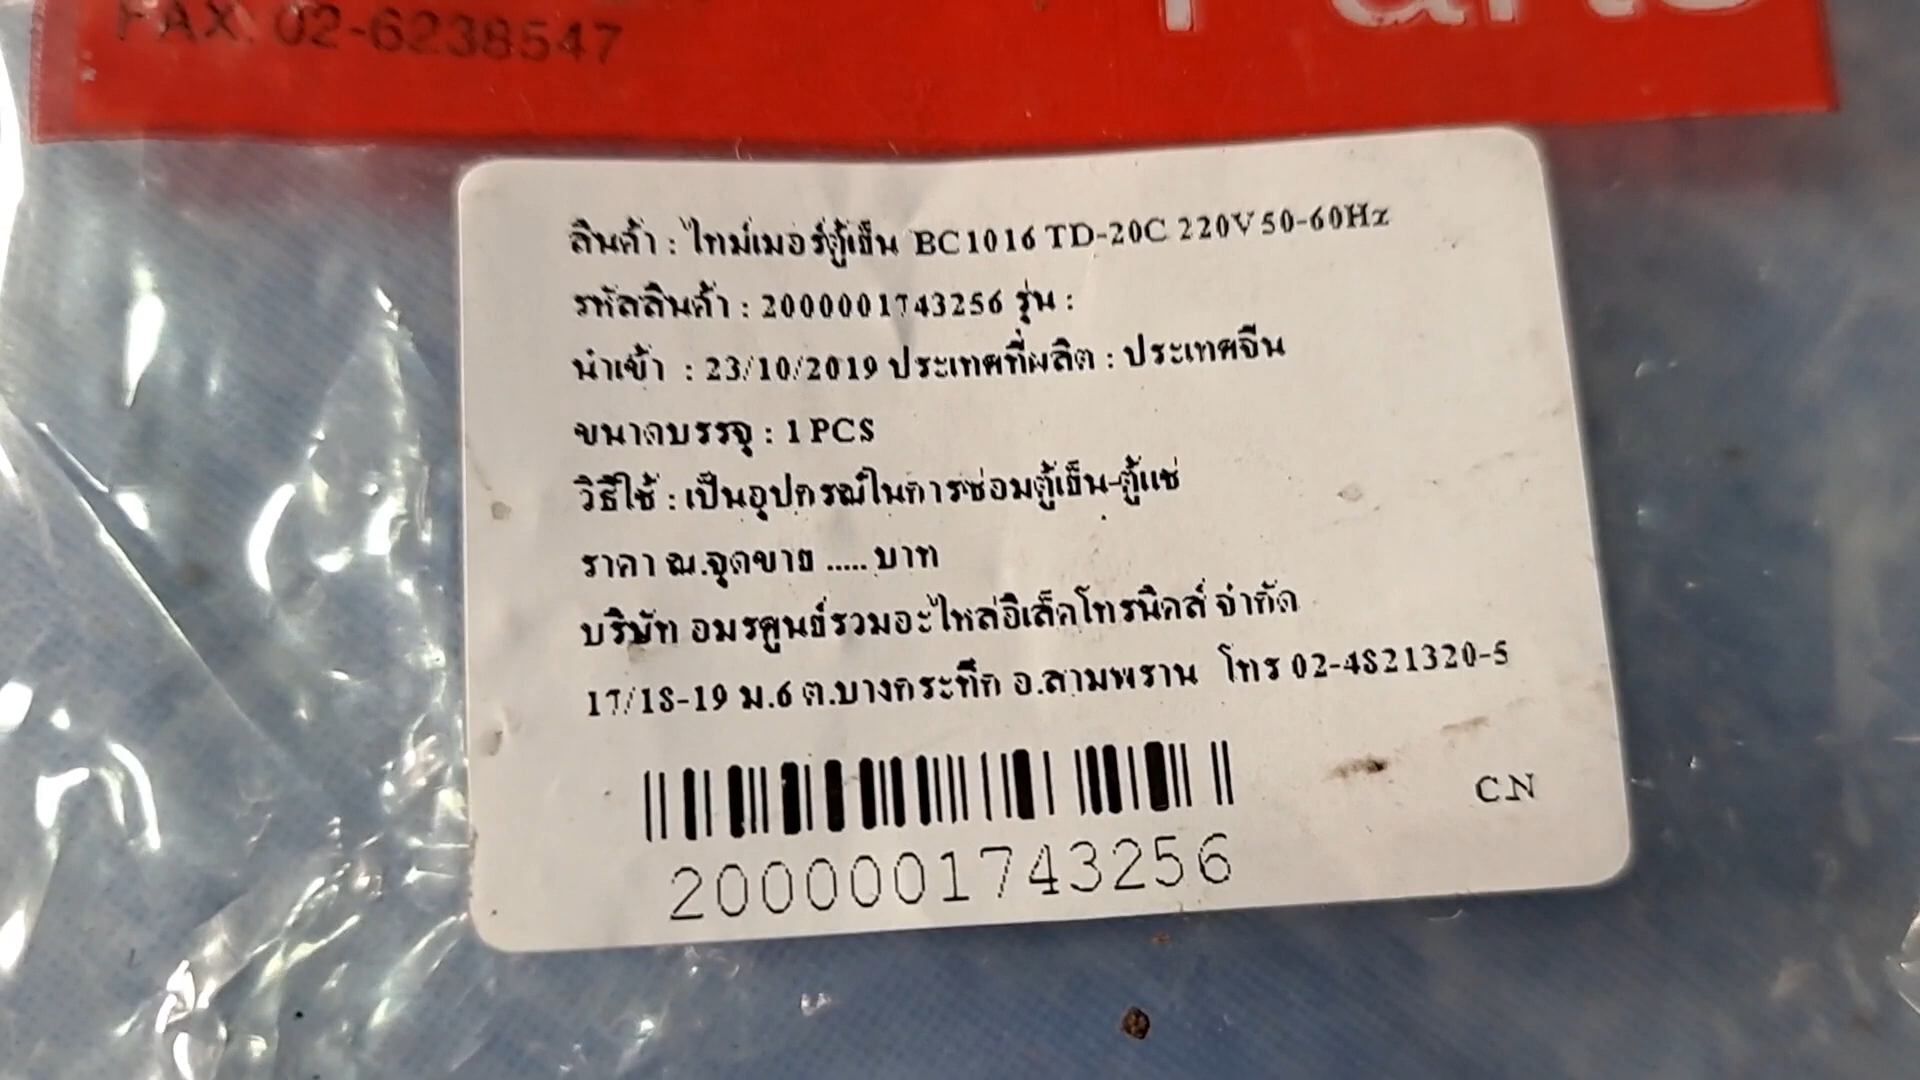 FAX. 02-6238547
Parts
สินค้า : ไทม์เมอร์ตู้เย็น BC1016 TD-20C 220V 50-60Hz
รหัสสินค้า : 2000001743256 รุ่น :
นำเข้า : 23/10/2019 ประเทศที่ผลิต : ประเทศจีน
ขนาดบรรจุ : 1 PCS
วิธีใช้ : เป็นอุปกรณ์ในการซ่อมตู้เย็น-ตู้แช่
ราคา ณ.จุดขาย ..... บาท
บริษัท อมรศูนย์รวมอะไหล่อิเล็คโทรนิคส์ จำกัด
17/18-19 ม.6 ต.บางกระทึก อ.สามพราน โทร 02-4821320-5
CN
2000001743256